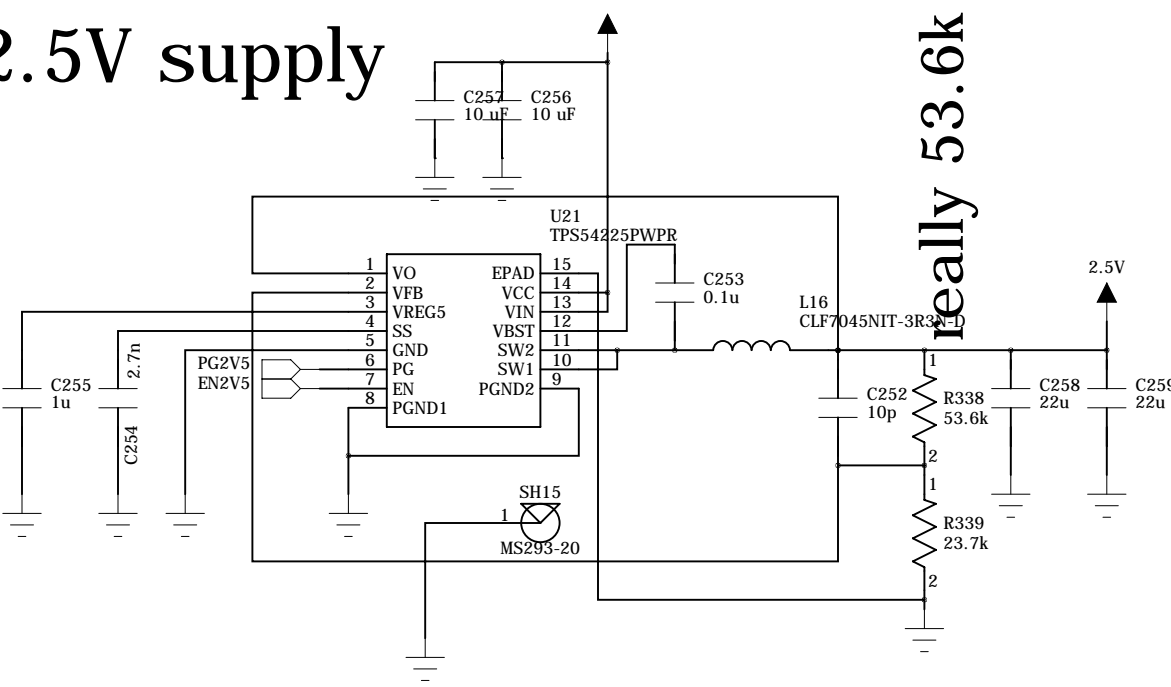 2.5V supply
really 53.6k
C257
10 uF
C256
10 uF
U21
TPS54225PWPR
1 VO
2 VFB
3 VREG5
4 SS
5 GND
6 PG
7 EN
8 PGND1
EPAD 15
VCC 14
VIN 13
VBST 12
SW2 11
SW1 10
PGND2 9
PG2V5
EN2V5
C255
1u
2.7n
C254
C253
0.1u
L16
CLF7045NIT-3R3N-D
2.5V
C252
10p
1
R338
53.6k
2
C258
22u
C259
22u
1
R339
23.7k
2
SH15
1
MS293-20